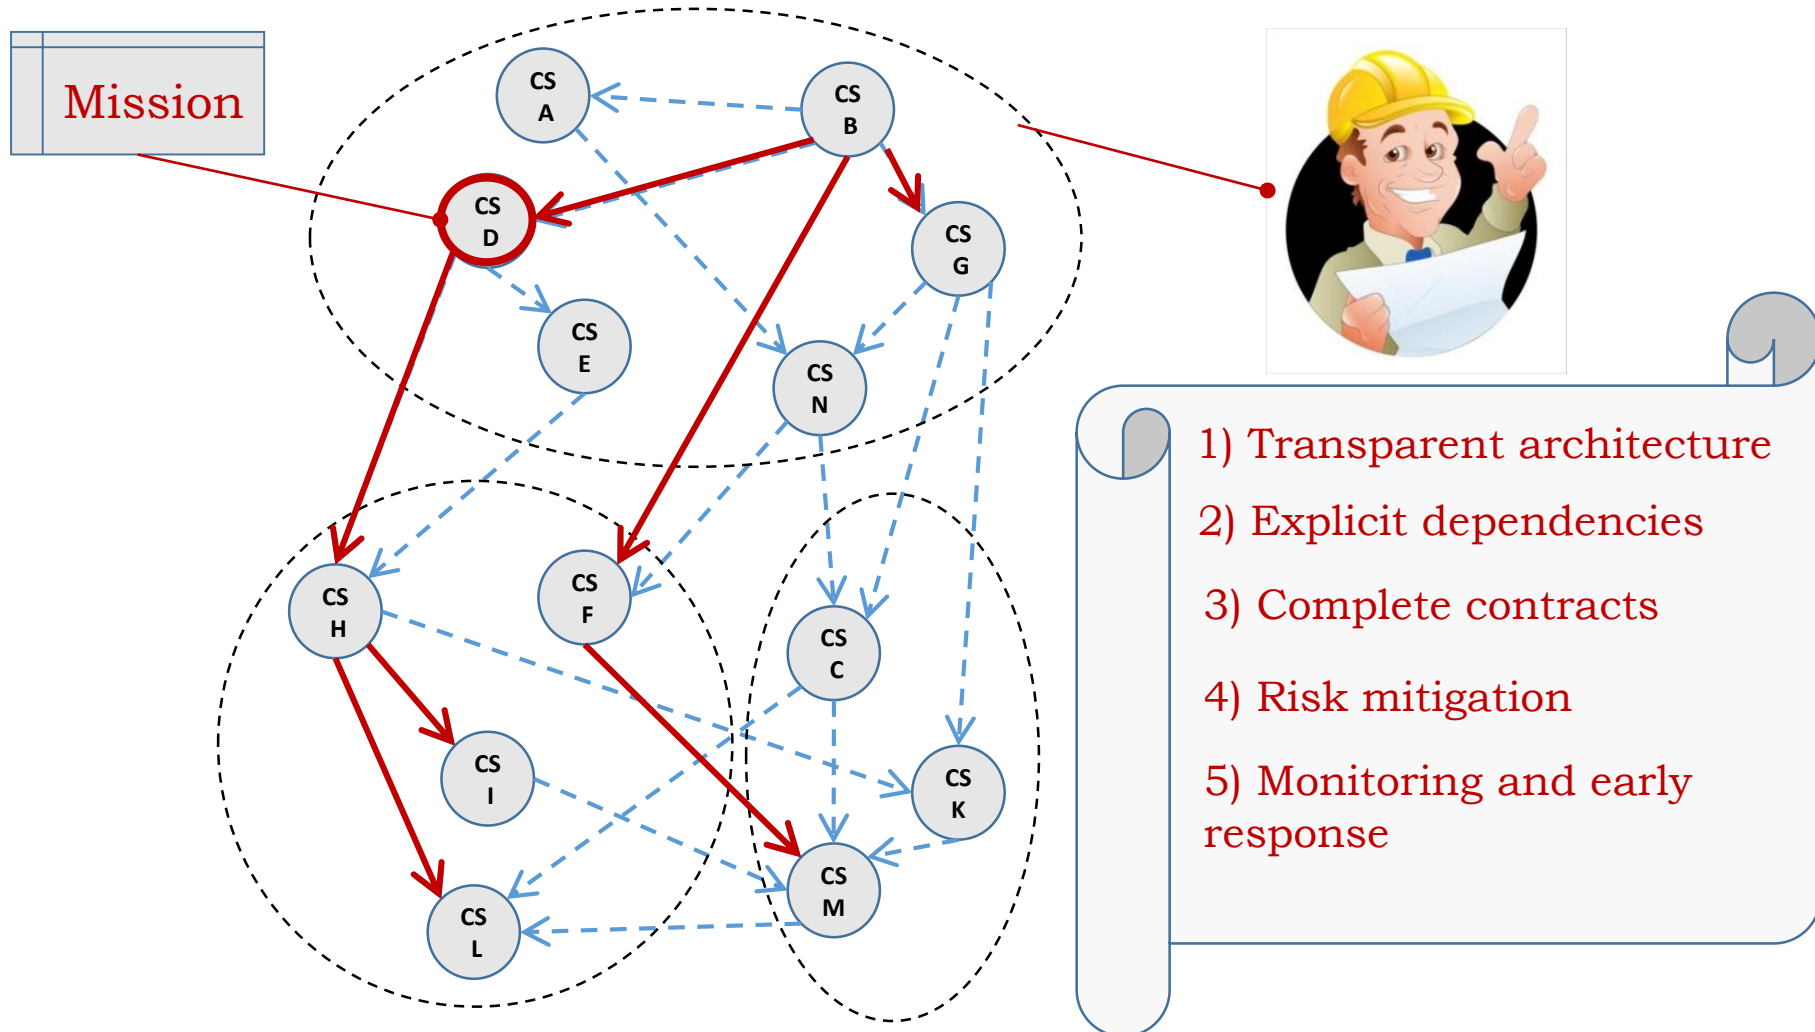 Mission
CS
A
CS
B
CS
D
CS
G
CS
E
CS
N
CS
H
CS
F
CS
C
CS
I
CS
K
CS
M
CS
L
1) Transparent architecture
2) Explicit dependencies
3) Complete contracts
4) Risk mitigation
5) Monitoring and early
response